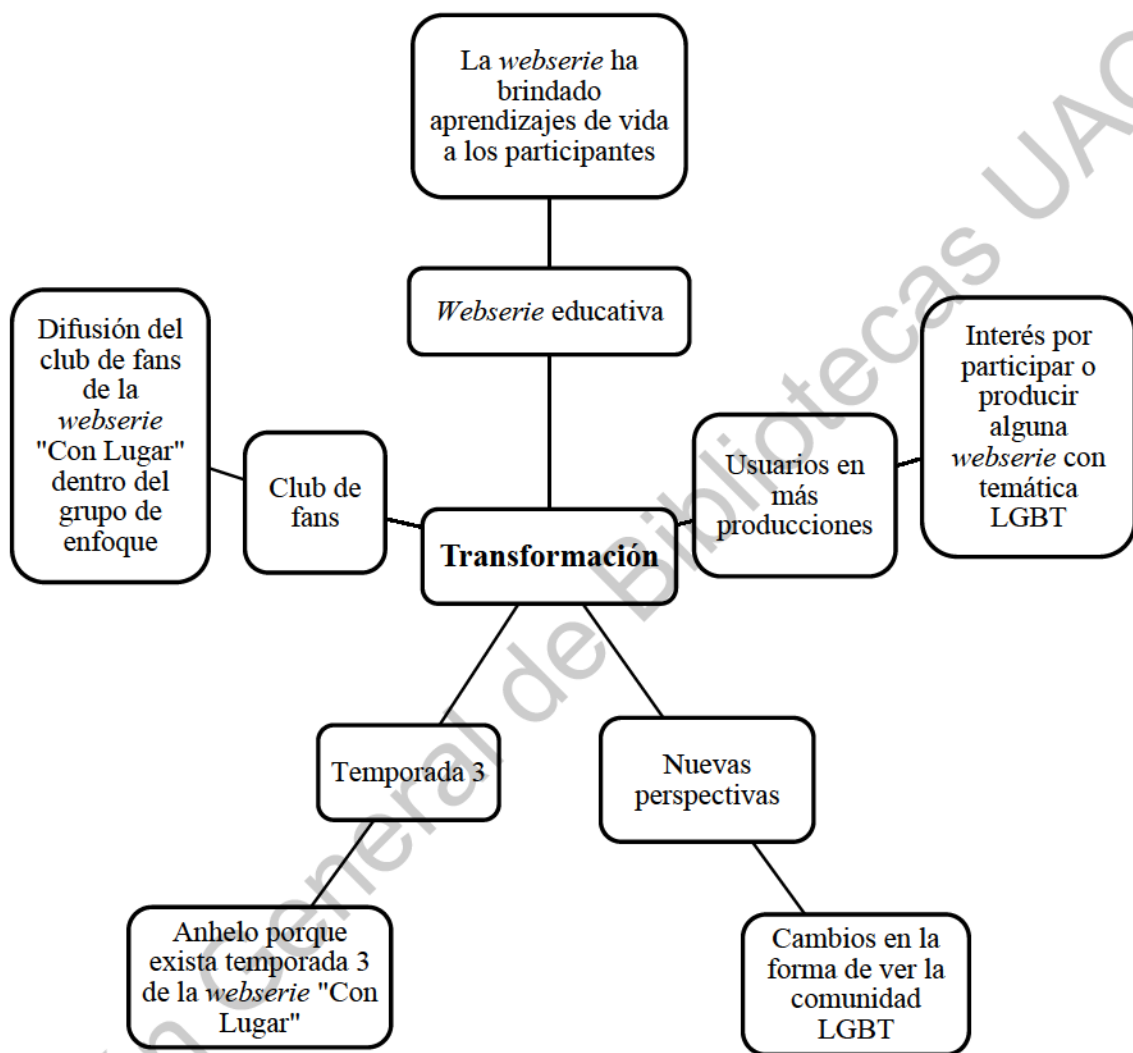 La webserie ha
brindado
aprendizajes de vida
a los participantes
Webserie educativa
Difusión del
club de fans
de la
webserie
"Con Lugar"
dentro del
grupo de
enfoque
Club de
fans
Transformación
Usuarios en
más
producciones
Interés por
participar o
producir
alguna
webserie con
temática
LGBT
Temporada 3
Nuevas
perspectivas
Anhelo porque
exista temporada 3
de la webserie "Con
Lugar"
Cambios en la
forma de ver la
comunidad
LGBT
General de Bibliotecas